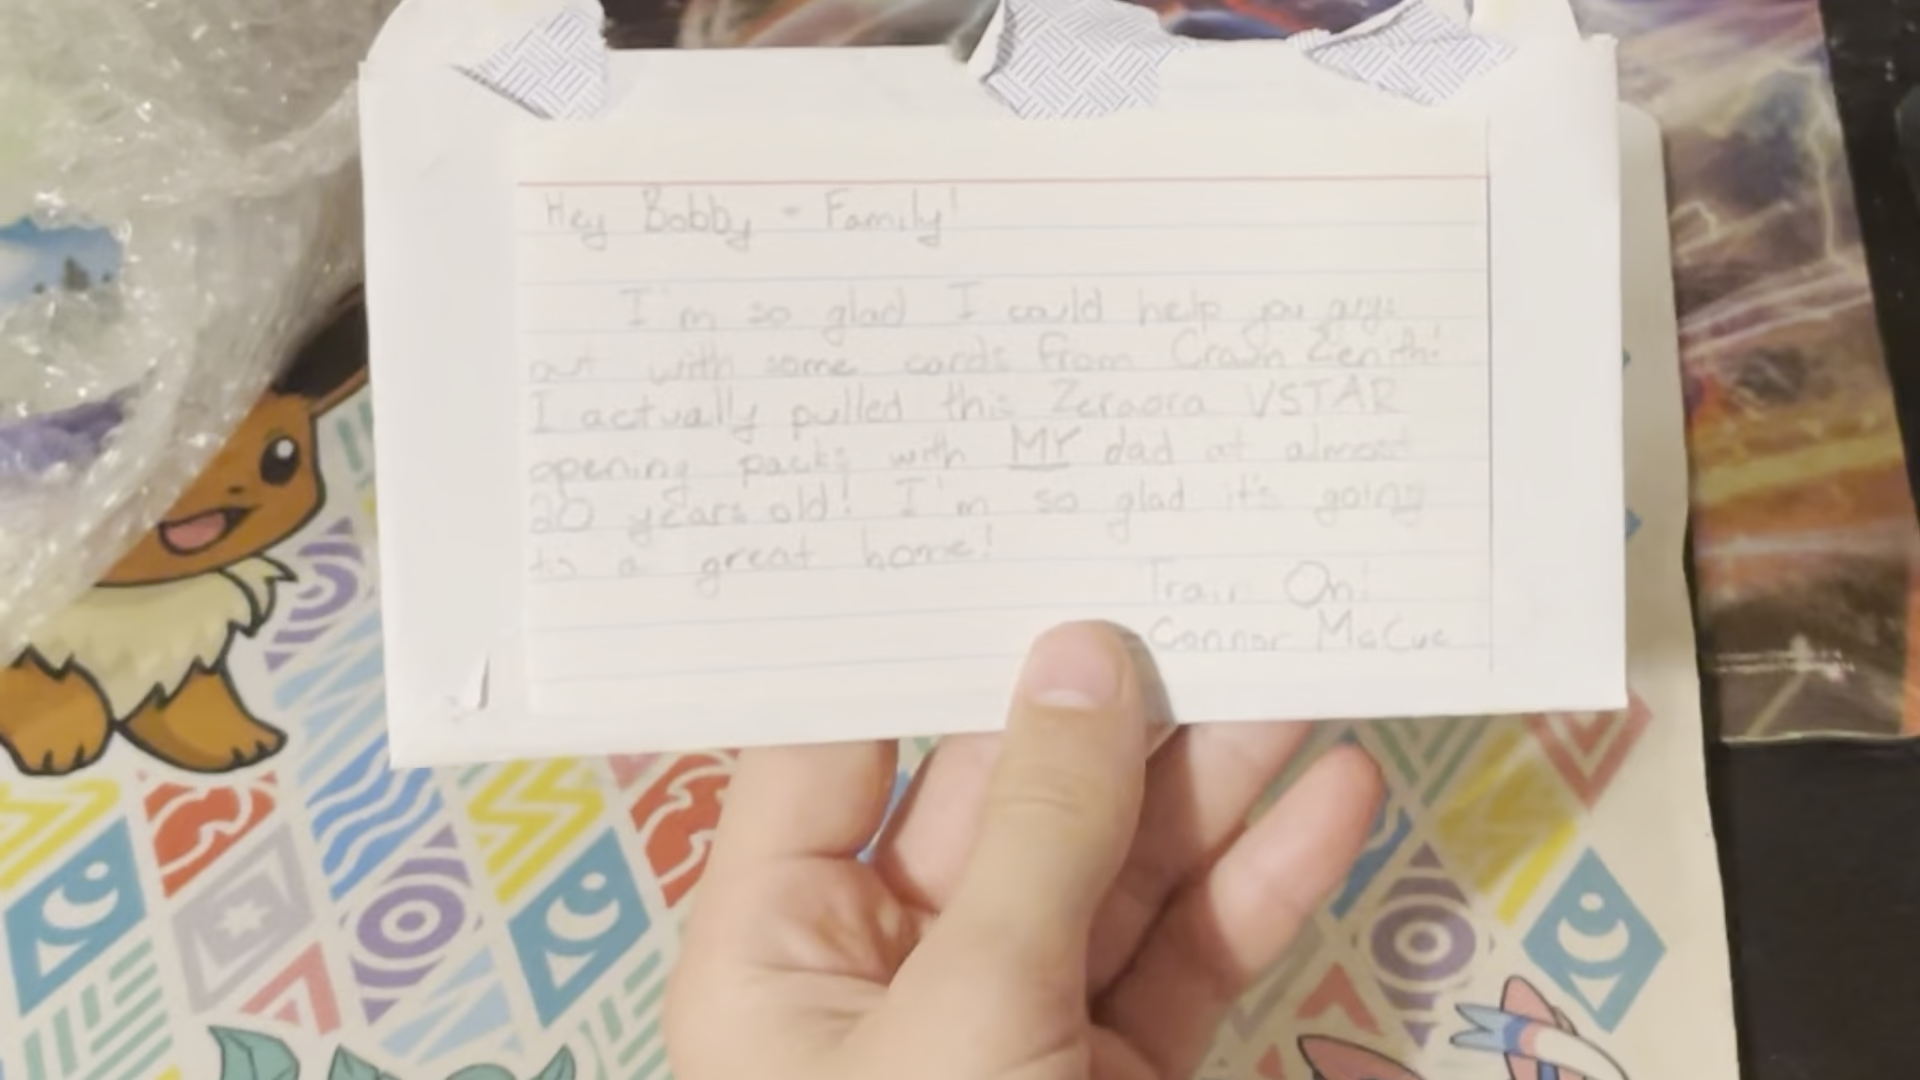 Hey Bobby + Family!
I'm so glad I could help you guys
out with some cards from Crown Zenith!
I actually pulled this Zeraora VSTAR
opening packs with MY dad at almost
20 years old! I'm so glad it's going
to a great home!
Train On!
Connor McCue